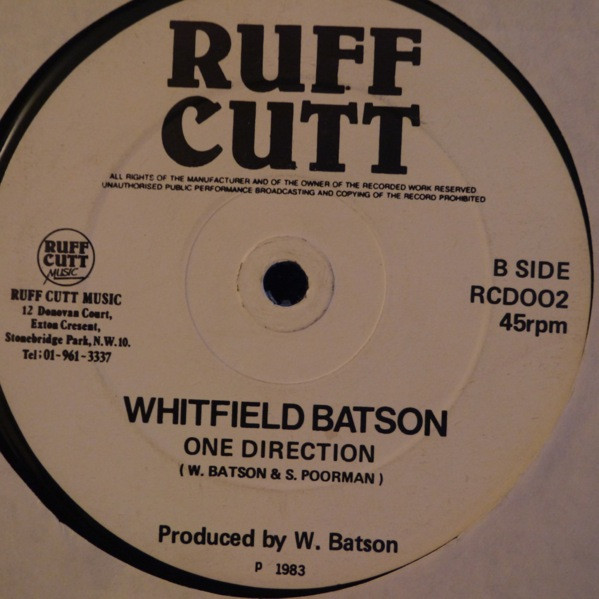 RUFF
CUTT
ALL RIGHTS OF THE MANUFACTURER AND OF THE OWNER OF THE RECORDED WORK RESERVED
UNAUTHORISED PUBLIC PERFORMANCE BROADCASTING AND COPYING OF THE RECORD PROHIBITED
RUFF
CUTT
MUSIC
RUFF CUTT MUSIC
12 Donovan Court,
Exton Cresent,
Stonebridge Park, N.W.10.
Tel: 01-961-3337
B SIDE
RCD002
45rpm
WHITFIELD BATSON
ONE DIRECTION
( W. BATSON & S. POORMAN )
Produced by W. Batson
P 1983